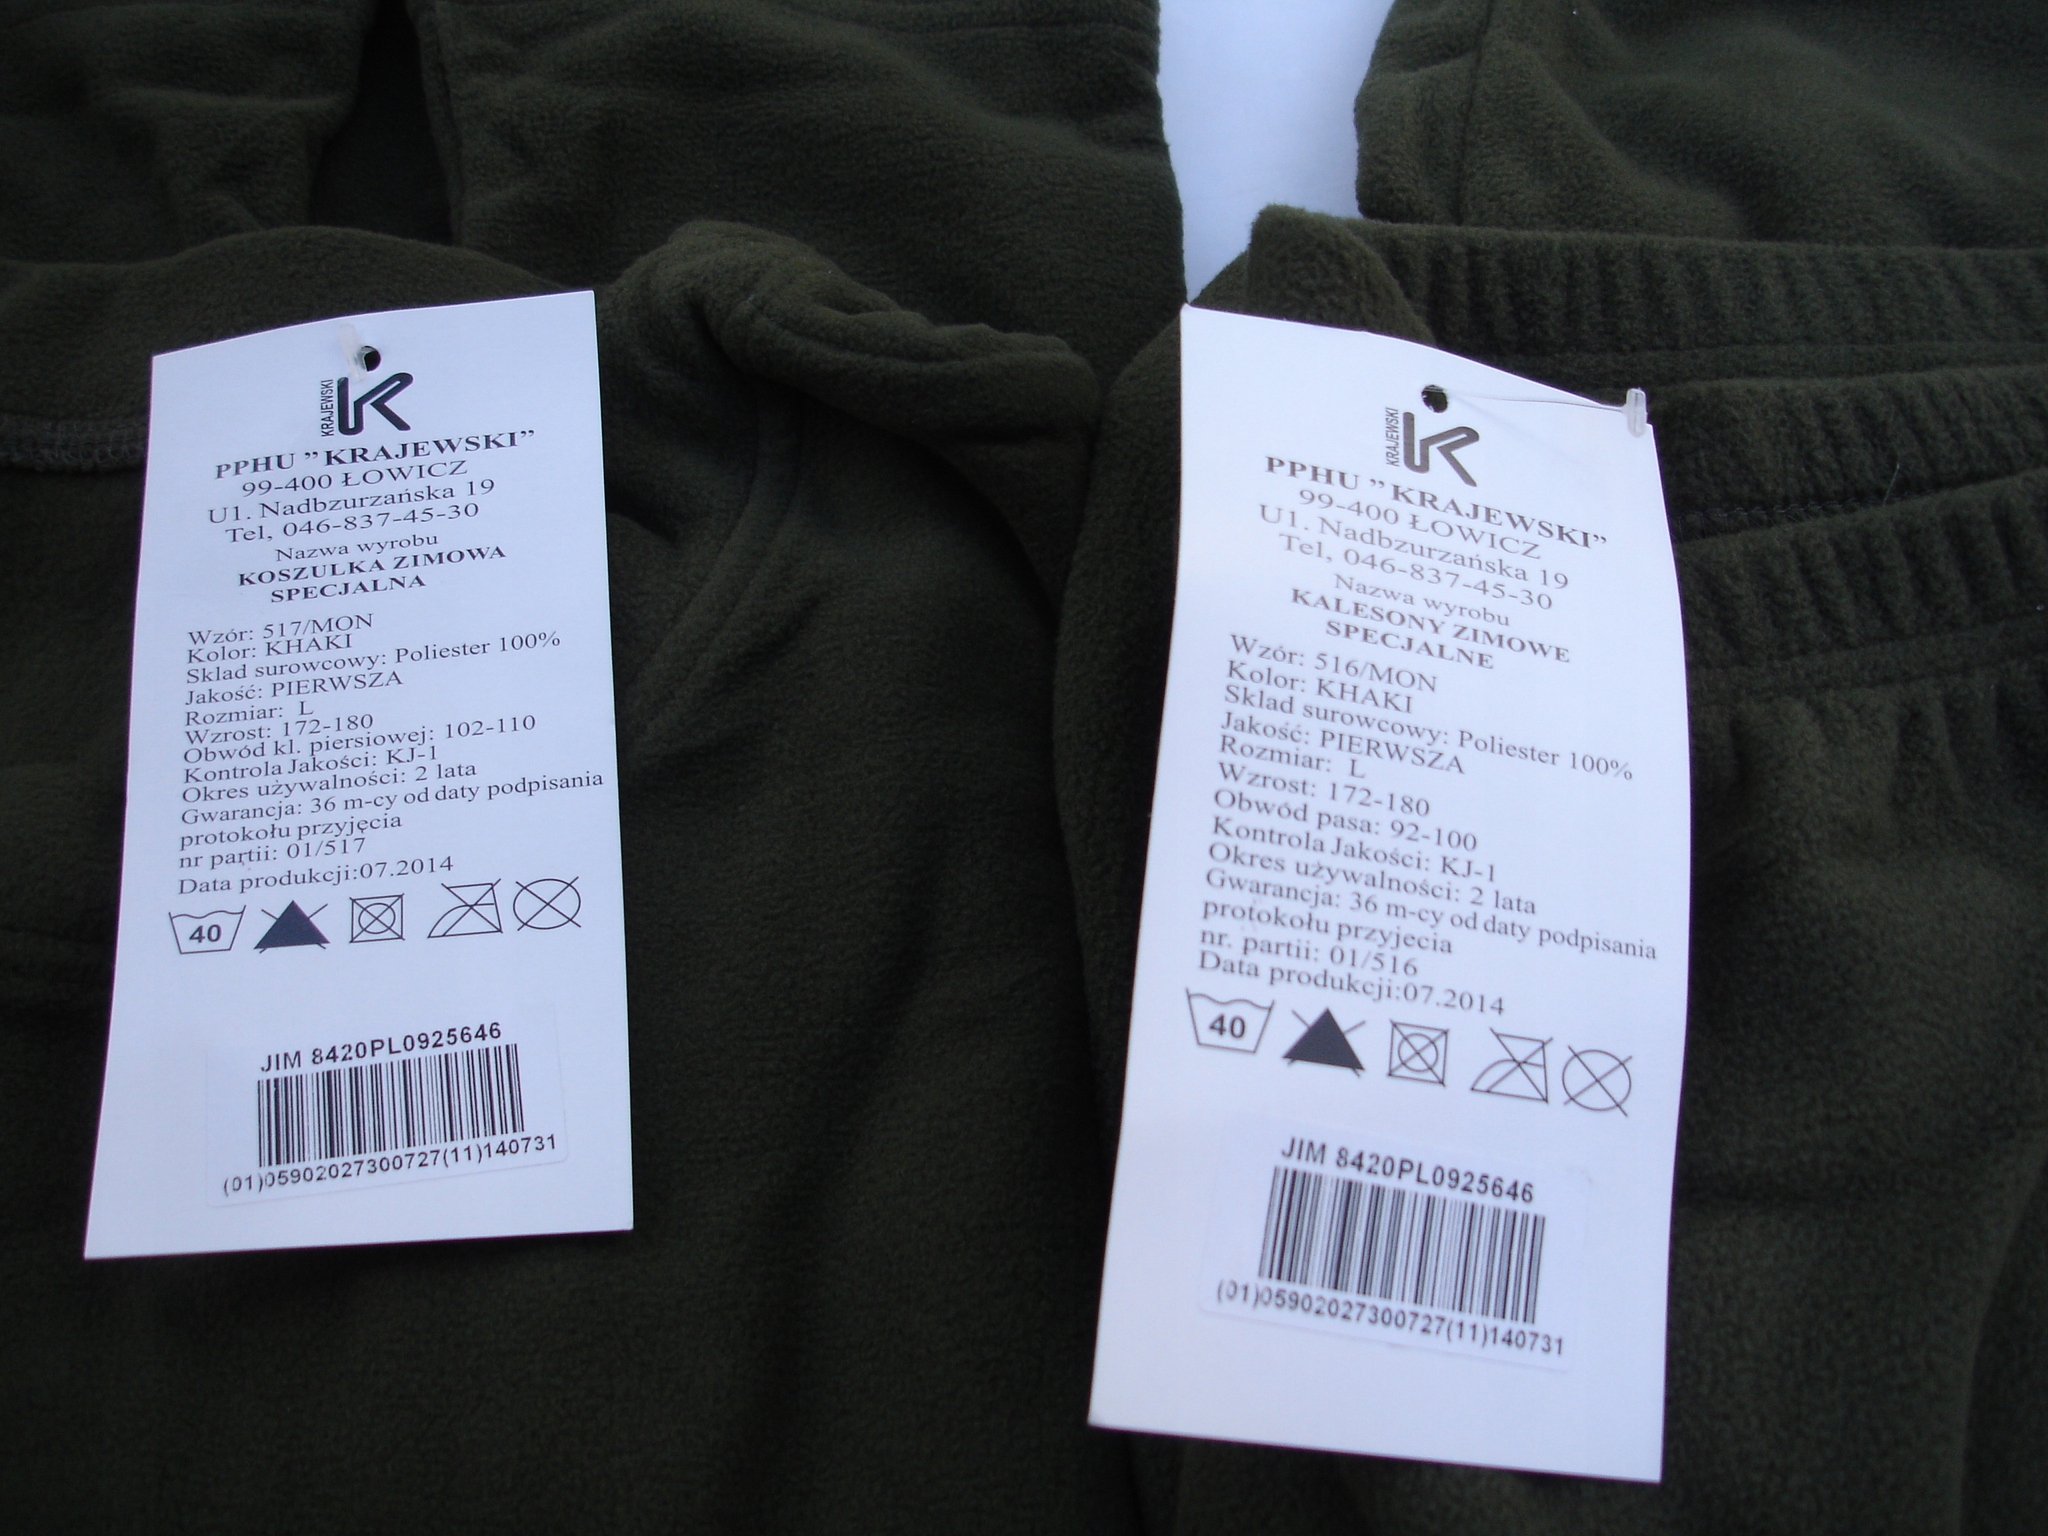 KRAJEWSKI
PPHU ”KRAJEWSKI”
99-400 ŁOWICZ
U1. Nadbzurzańska 19
Tel, 046-837-45-30
Nazwa wyrobu
KOSZULKA ZIMOWA
SPECJALNA
Wzór: 517/MON
Kolor: KHAKI
Sklad surowcowy: Poliester 100%
Jakość: PIERWSZA
Rozmiar: L
Wzrost: 172-180
Obwód kl. piersiowej: 102-110
Kontrola Jakości: KJ-1
Okres używalności: 2 lata
Gwarancja: 36 m-cy od daty podpisania
protokołu przyjęcia
nr partii: 01/517
Data produkcji:07.2014
40
JIM 8420PL0925646
(01)05902027300727(11)140731
KRAJEWSKI
PPHU ”KRAJEWSKI”
99-400 ŁOWICZ
U1. Nadbzurzańska 19
Tel, 046-837-45-30
Nazwa wyrobu
KALESONY ZIMOWE
SPECJALNE
Wzór: 516/MON
Kolor: KHAKI
Sklad surowcowy: Poliester 100%
Jakość: PIERWSZA
Rozmiar: L
Wzrost: 172-180
Obwód pasa: 92-100
Kontrola Jakości: KJ-1
Okres używalności: 2 lata
Gwarancja: 36 m-cy od daty podpisania
protokołu przyjecia
nr. partii: 01/516
Data produkcji:07.2014
40
JIM 8420PL0925646
(01)05902027300727(11)140731